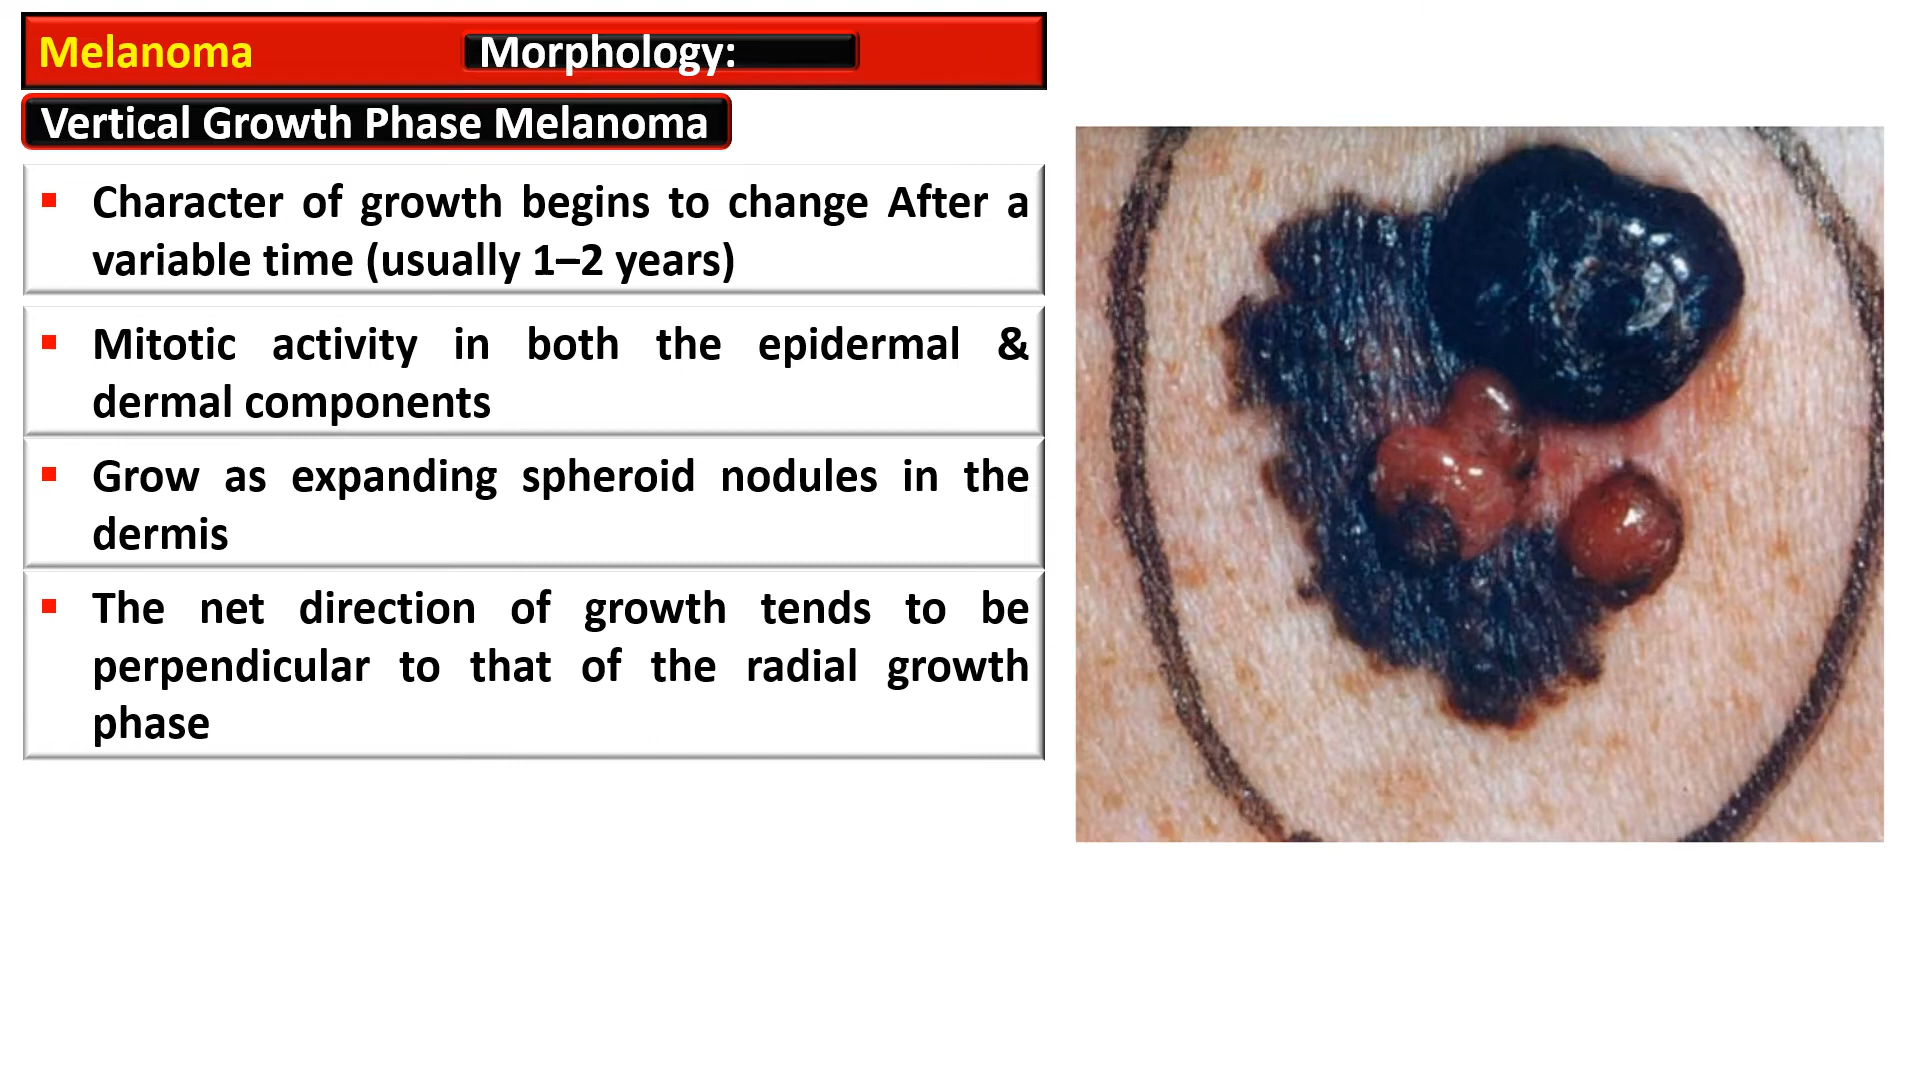 Melanoma Morphology:
Vertical Growth Phase Melanoma
▪ Character of growth begins to change After a
variable time (usually 1–2 years)
▪ Mitotic activity in both the epidermal &
dermal components
▪ Grow as expanding spheroid nodules in the
dermis
▪ The net direction of growth tends to be
perpendicular to that of the radial growth
phase